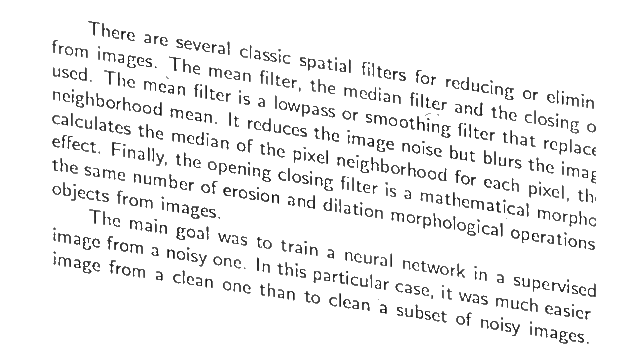 There are several classic spatial filters for reducing or elimin
from images. The mean filter, the median filter and the closing o
used. The mean filter is a lowpass or smoothing filter that replace
neighborhood mean. It reduces the image noise but blurs the imag
calculates the median of the pixel neighborhood for each pixel, th
effect. Finally, the opening closing filter is a mathematical morpho
the same number of erosion and dilation morphological operations
objects from images.
The main goal was to train a neural network in a supervised
image from a noisy one. In this particular case, it was much easier
image from a clean one than to clean a subset of noisy images.